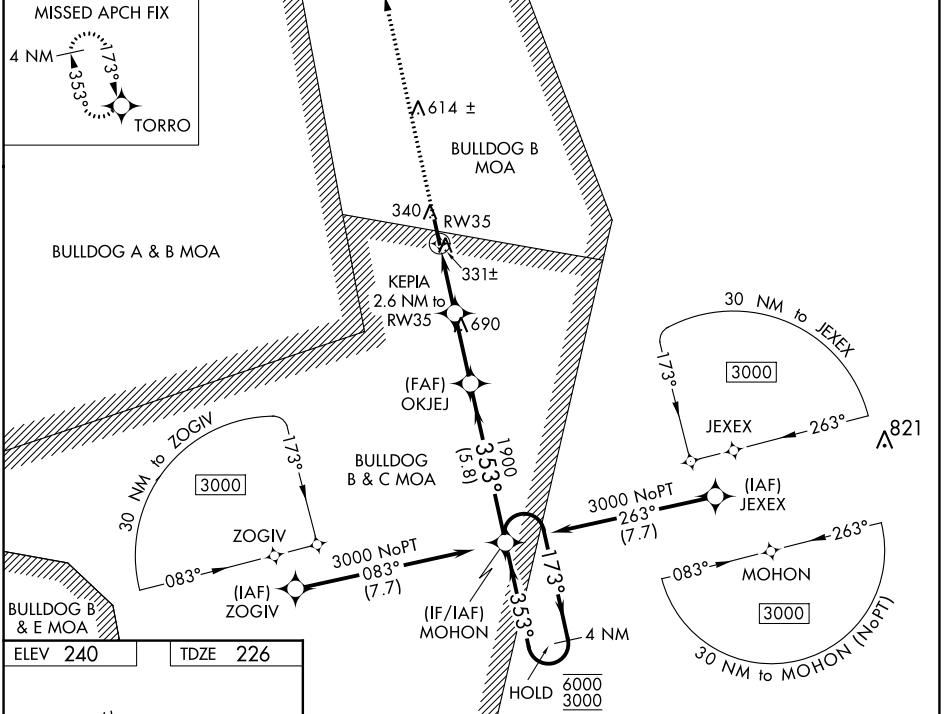 MISSED APCH FIX
4 NM
173°
353°
TORRO
614 ±
BULLDOG B
MOA
340
RW35
BULLDOG A & B MOA
331±
KEPIA
2.6 NM to
RW35
690
30 NM to JEXEX
173°
3000
(FAF)
OKJEJ
JEXEX
263°
821
30 NM to ZOGIV
173°
3000
BULLDOG
B & C MOA
1900
353°
(5.8)
3000 NoPT
263°
(7.7)
(IAF)
JEXEX
ZOGIV
083°
3000 NoPT
083°
(7.7)
(IAF)
ZOGIV
BULLDOG B
& E MOA
(IF/IAF)
MOHON
173°
353°
4 NM
HOLD
6000
3000
083°
263°
MOHON
3000
30 NM to MOHON (NoPT)
ELEV 240
TDZE 226